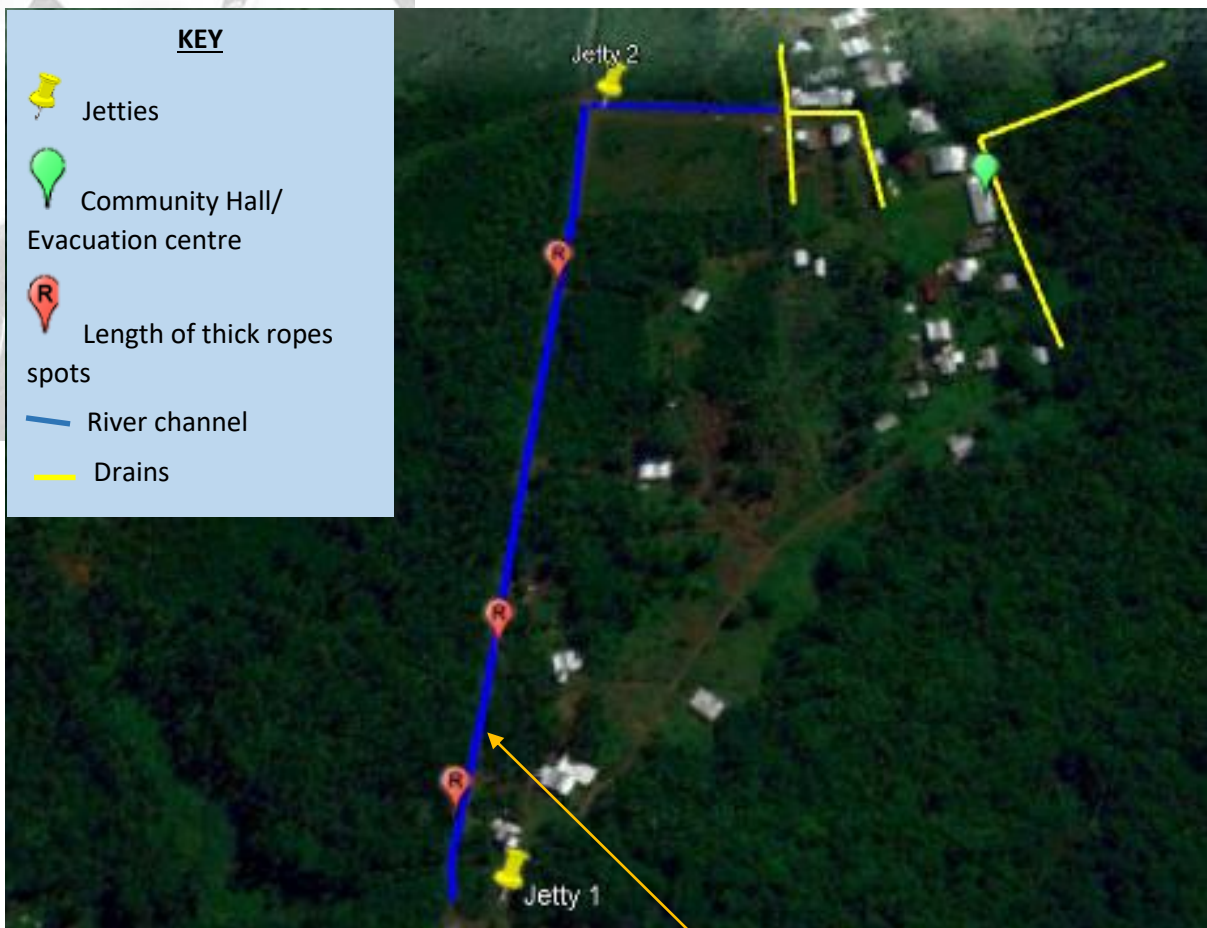 KEY
Jetties
Community Hall/
Evacuation centre
R
Length of thick ropes
spots
River channel
Drains
Jetty 2
R
R
R
Jetty 1